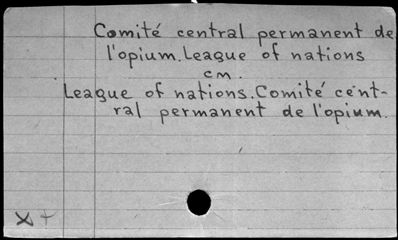 Comité central permanent de
l'opium. League of nations
cm.
League of nations. Comité cent-
ral permanent de l'opium.